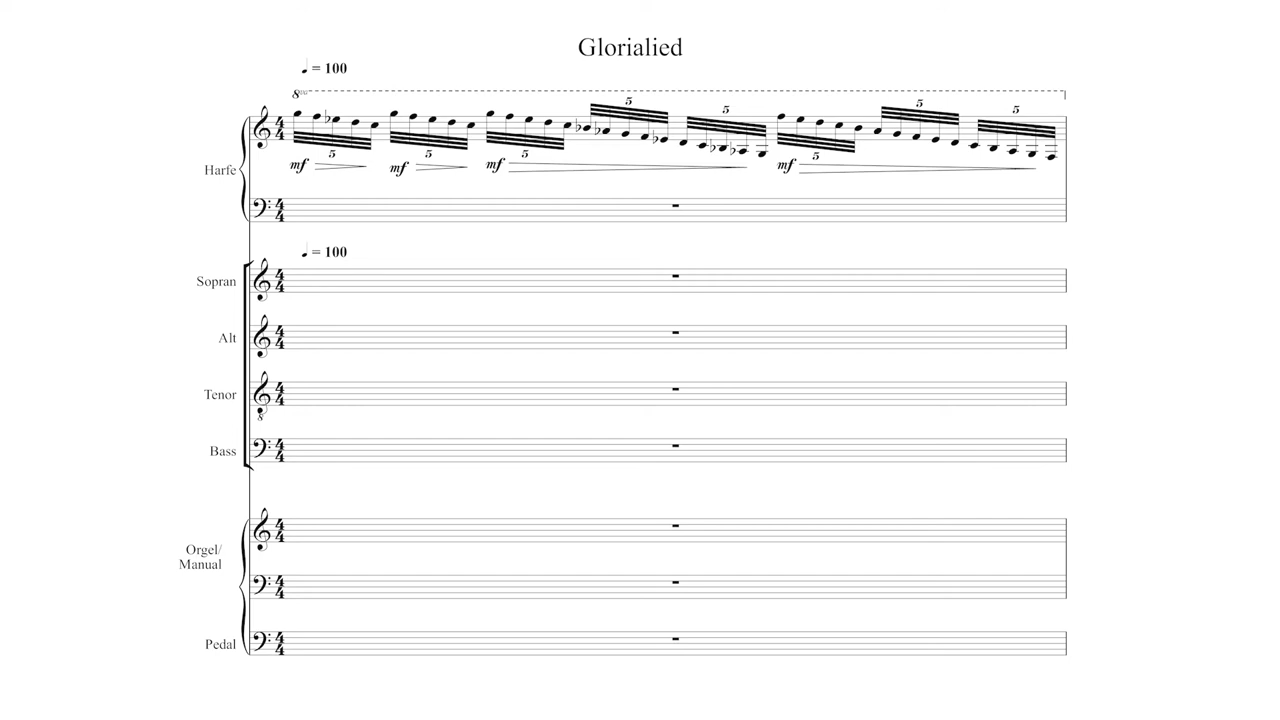 Glorialied
= 100
8va
5 5 5
5 5 5 5 5
mf mf mf mf
Harfe
= 100
Sopran
Alt
Tenor
8
Bass
Orgel/
Manual
Pedal